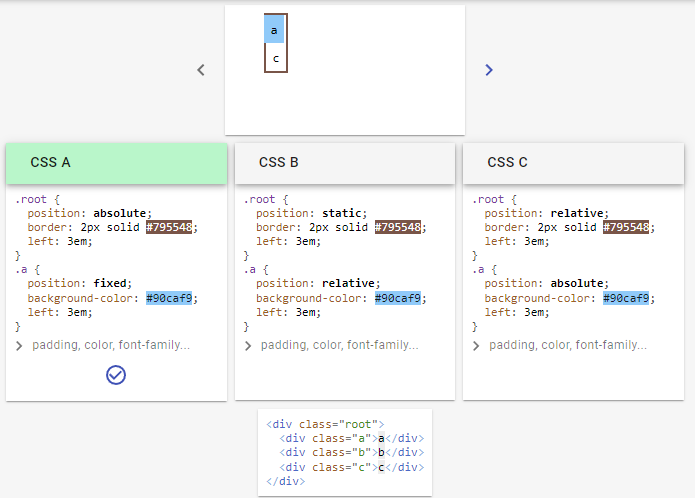 a
c
CSS A
.root {
position: absolute;
border: 2px solid #795548;
left: 3em;
}
.a {
position: fixed;
background-color: #90caf9;
left: 3em;
}
padding, color, font-family...
CSS B
.root {
position: static;
border: 2px solid #795548;
left: 3em;
}
.a {
position: relative;
background-color: #90caf9;
left: 3em;
}
padding, color, font-family...
CSS C
.root {
position: relative;
border: 2px solid #795548;
left: 3em;
}
.a {
position: absolute;
background-color: #90caf9;
left: 3em;
}
padding, color, font-family...
<div class="root">
<div class="a">a</div>
<div class="b">b</div>
<div class="c">c</div>
</div>